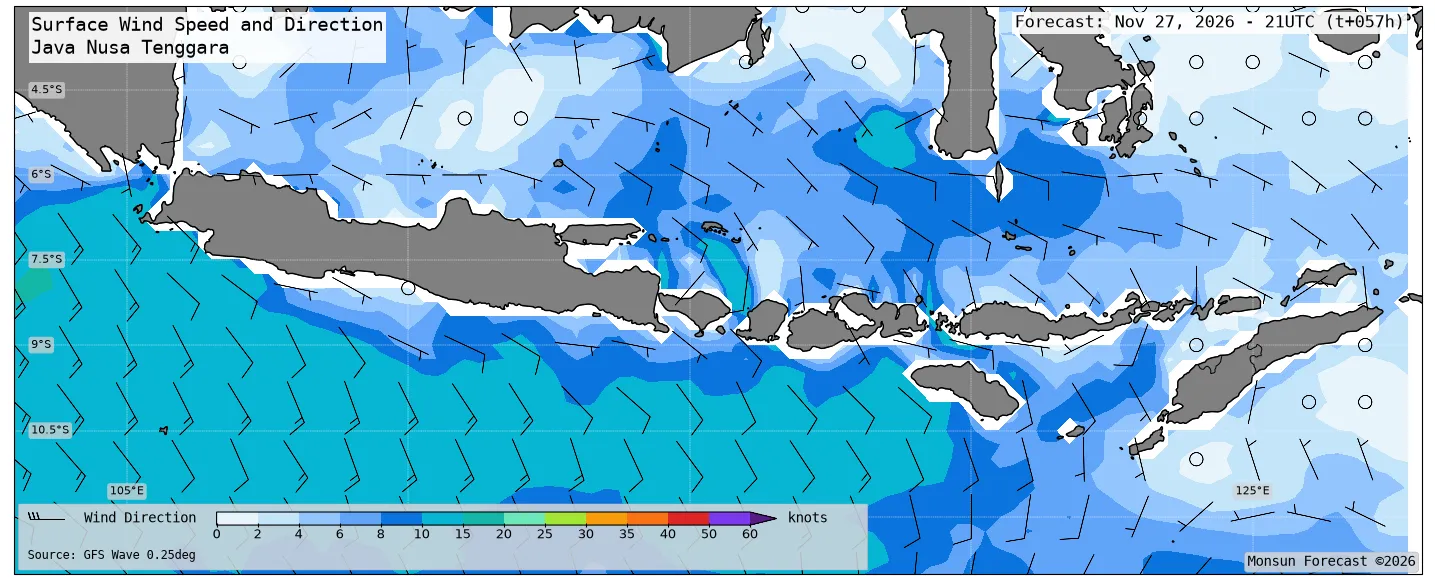 Surface Wind Speed and Direction
Java Nusa Tenggara
Forecast: Nov 27, 2026 - 21UTC (t+057h)
4.5°S
6°S
7.5°S
9°S
10.5°S
105°E
125°E
Wind Direction
0 2 4 6 8 10 15 20 25 30 35 40 50 60
knots
Source: GFS Wave 0.25deg
Monsun Forecast ©2026